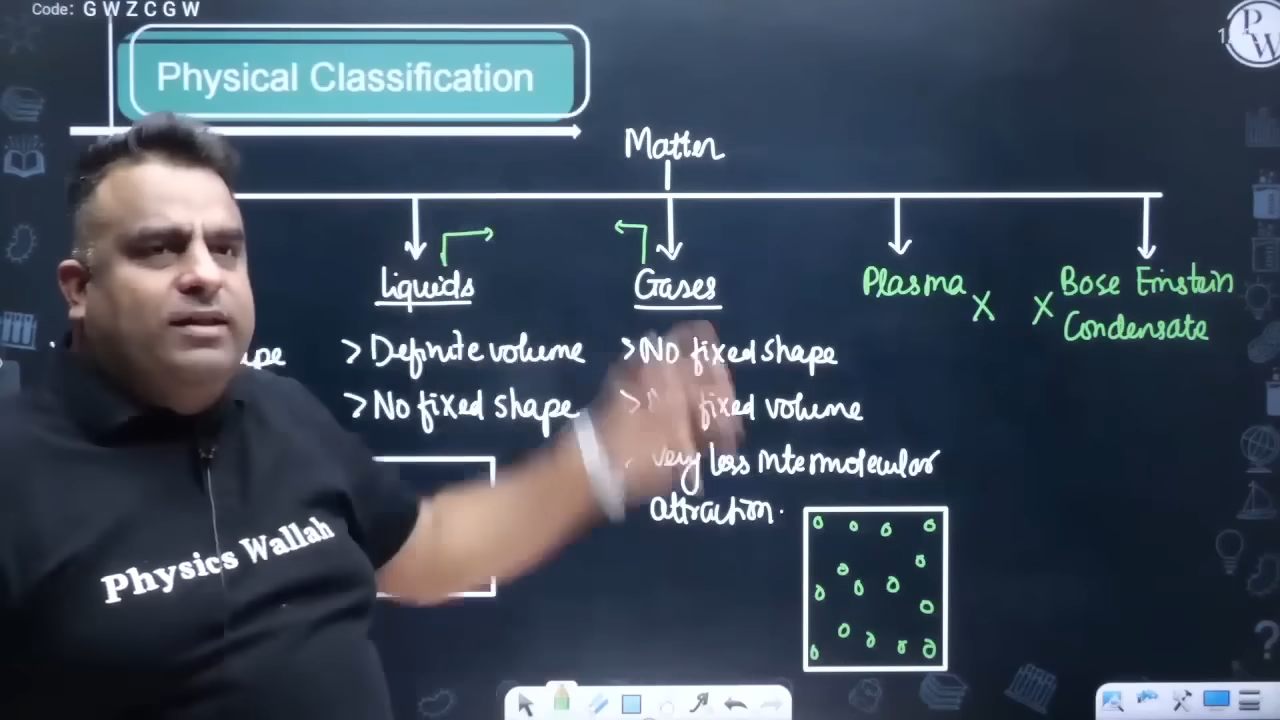 Code: G W Z C G W
PW
Physical Classification
Matter
Liquids
Gases
Plasma X
X Bose Einstein
Condensate
> Definite volume
> No fixed shape
> No fixed shape
> fixed volume
very less intermolecular
attraction.
Physics Wallah